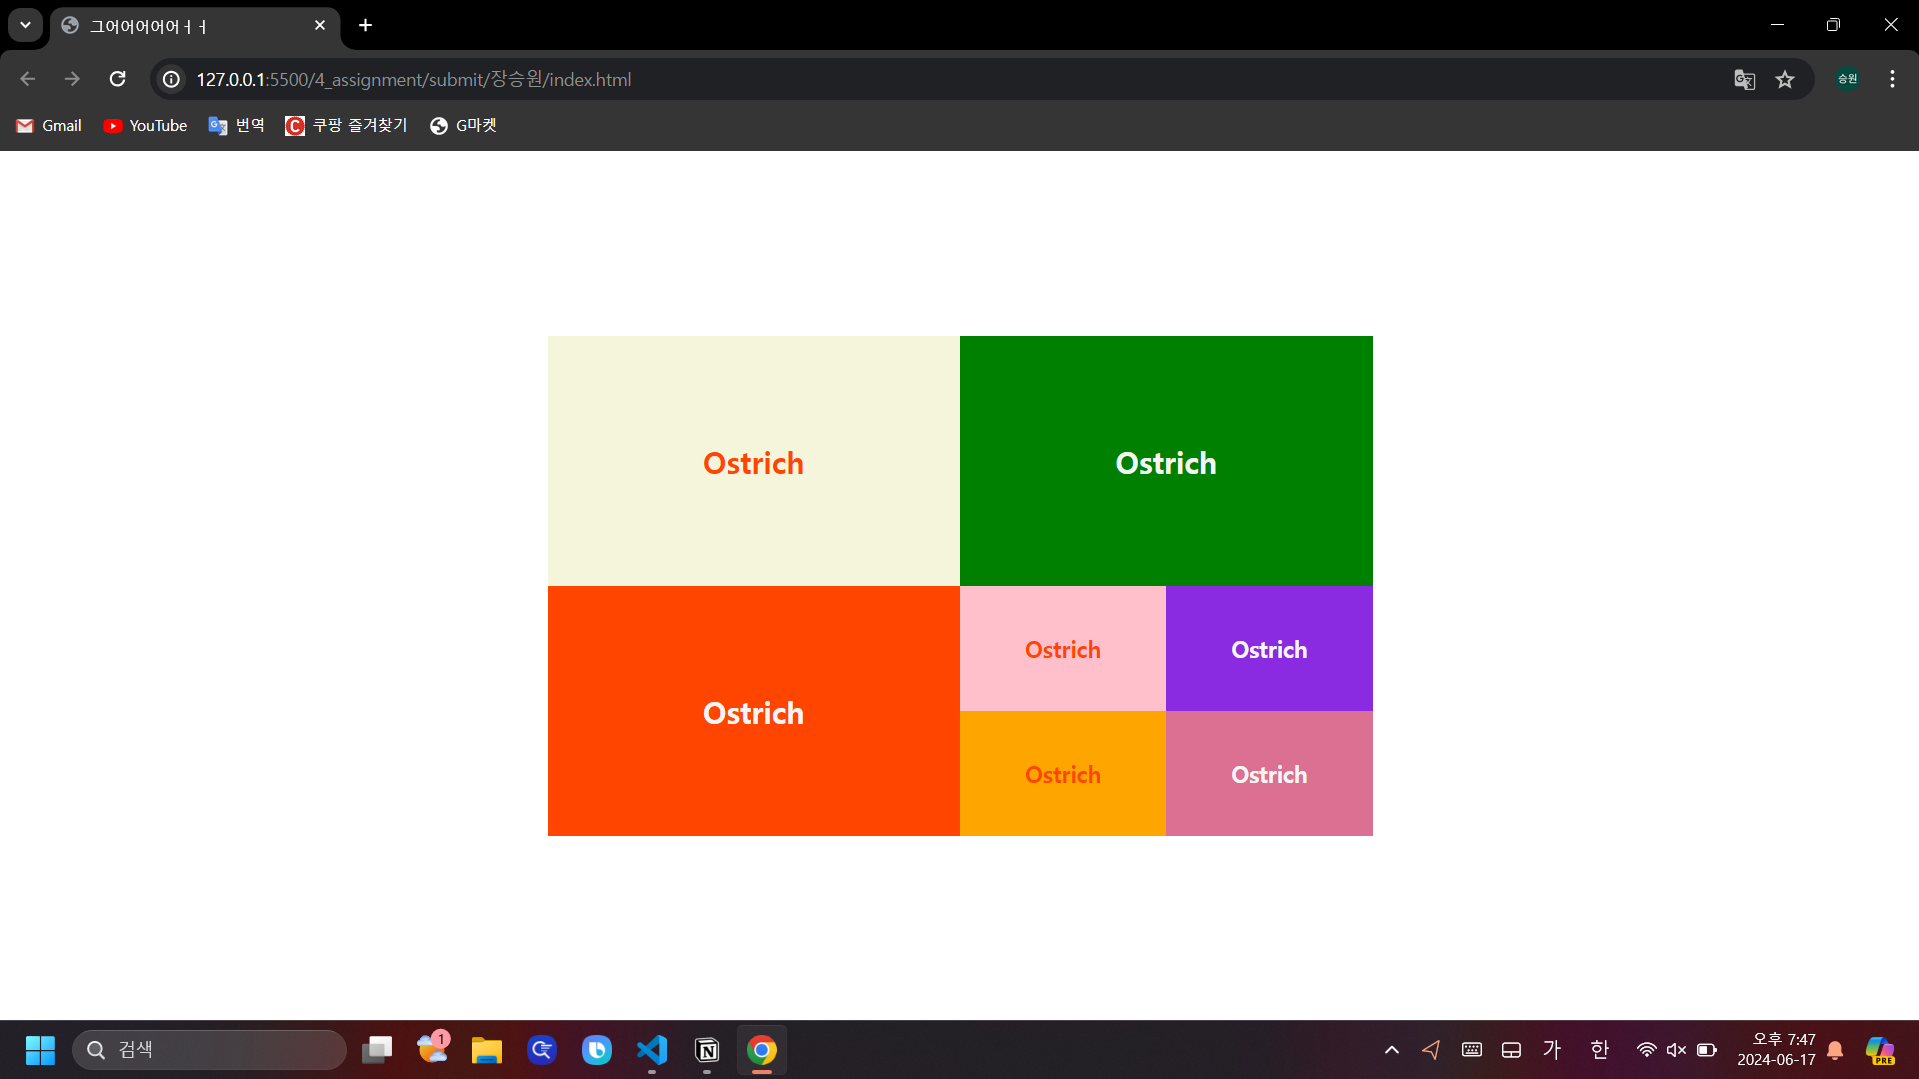 그어어어어어ㅓㅓ
127.0.0.1:5500/4_assignment/submit/장승원/index.html
승원
Gmail YouTube 번역 쿠팡 즐겨찾기 G마켓
Ostrich Ostrich
Ostrich Ostrich
Ostrich
Ostrich Ostrich
검색
1
가 한
오후 7:47
2024-06-17
PRE